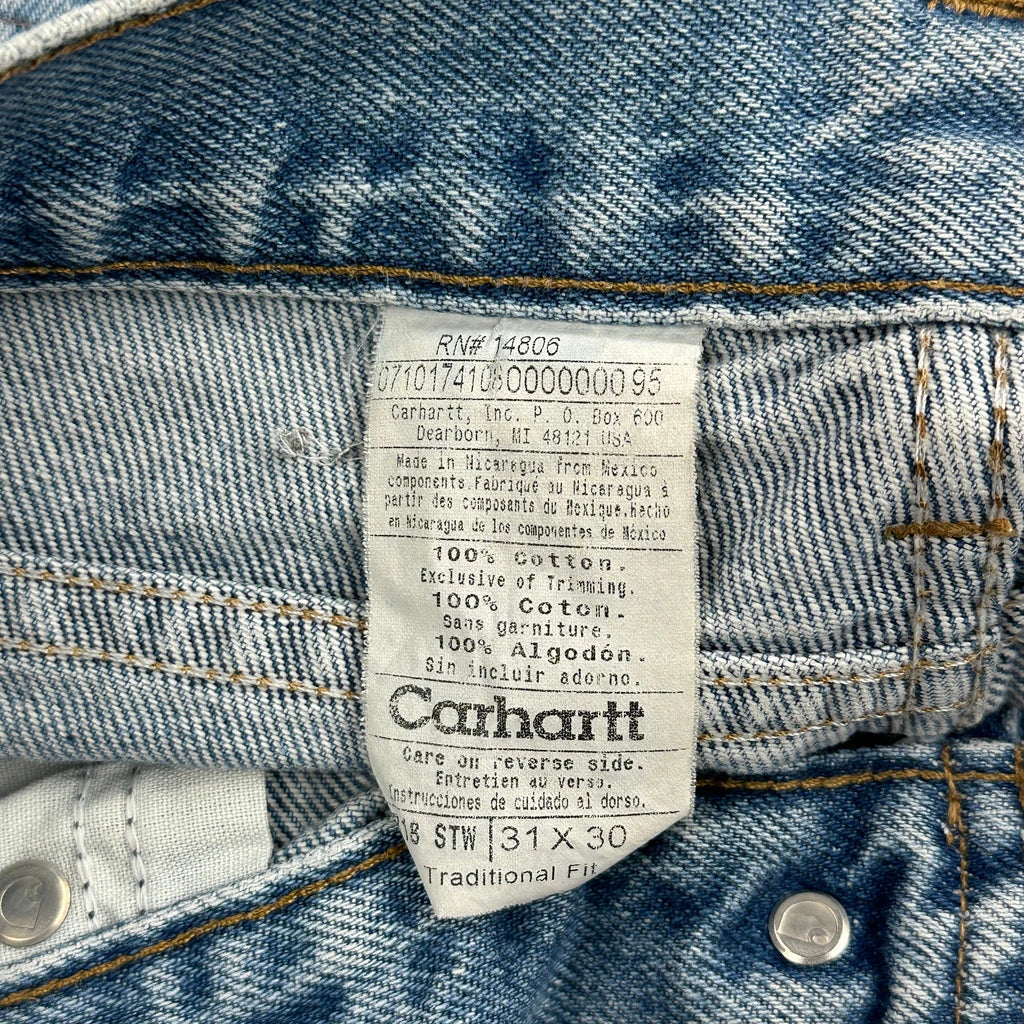 RN# 14806
0710174108000000095
Carhartt, Inc. P. O. Box 600
Dearborn, MI 48121 USA
Made in Nicaragua from Mexico
components.Fabriqué au Nicaragua à
partir des composants du Mexique.Hecho
en Nicaragua de los componentes de México
100% Cotton.
Exclusive of Trimming.
100% Coton.
Sans garniture.
100% Algodón.
Sin incluir adorno.
Carhartt
Care on reverse side.
Entretien au verso.
Instrucciones de cuidado al dorso.
STW 31 X 30
Traditional Fit